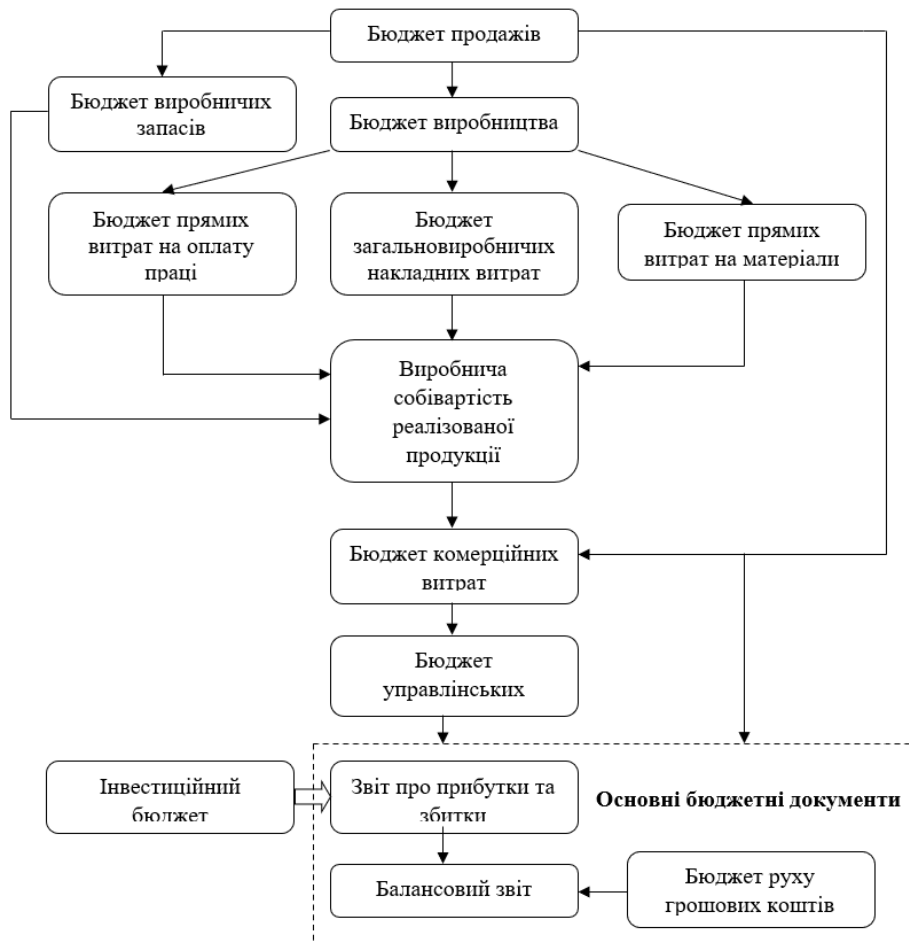 Бюджет продажів
Бюджет виробничих
запасів
Бюджет виробництва
Бюджет прямих
витрат на оплату
праці
Бюджет
загальновиробничих
накладних витрат
Бюджет прямих
витрат на матеріали
Виробнича
собівартість
реалізованої
продукції
Бюджет комерційних
витрат
Бюджет
управлінських
Інвестиційний
бюджет
Звіт про прибутки та
збитки
Основні бюджетні документи
Балансовий звіт
Бюджет руху
грошових коштів